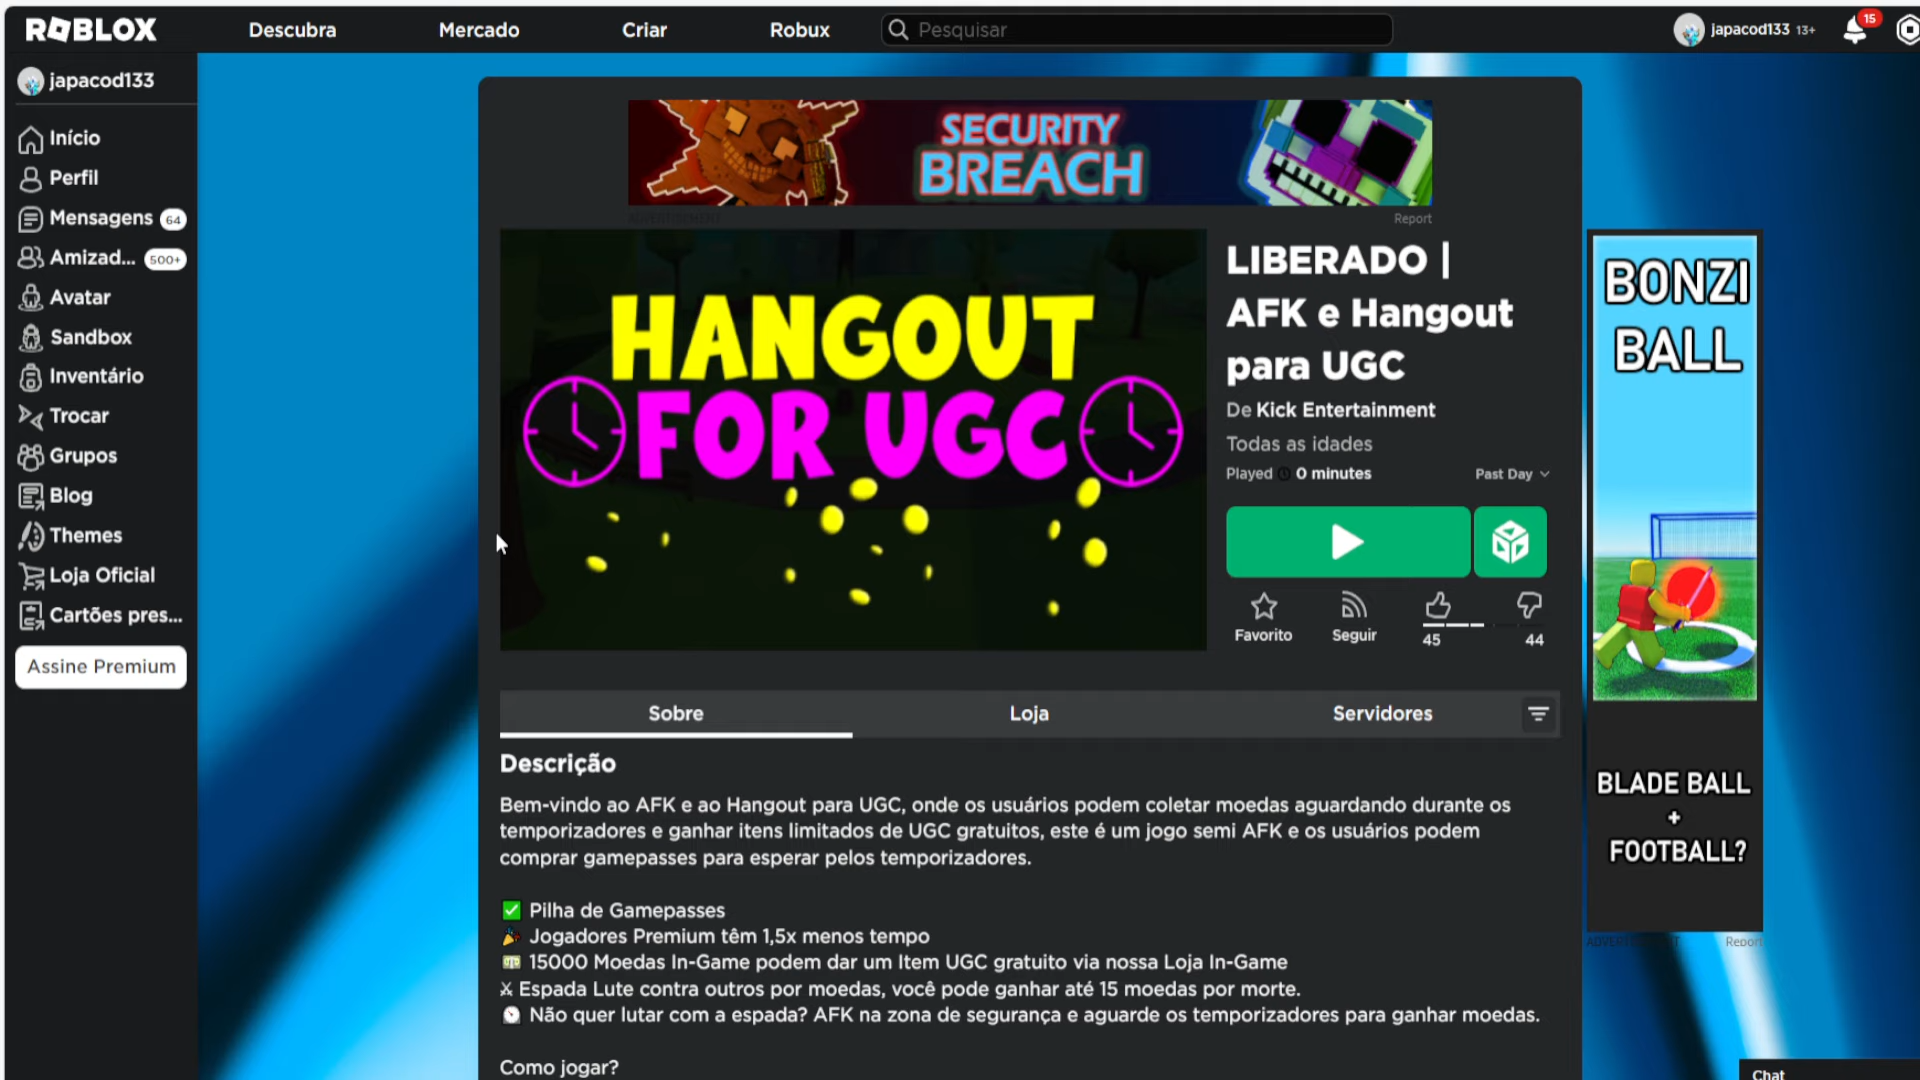 ROBLOX
Descubra
Mercado
Criar
Robux
Pesquisar
japacod133 13+
15
japacod133
Início
Perfil
Mensagens 64
Amizad... 500+
Avatar
Sandbox
Inventário
Trocar
Grupos
Blog
Themes
Loja Oficial
Cartões pres...
Assine Premium
SECURITY
BREACH
ADVERTISEMENT
Report
HANGOUT
FOR UGC
LIBERADO |
AFK e Hangout
para UGC
De Kick Entertainment
Todas as idades
Played 0 minutes
Past Day
Favorito
Seguir
45
44
BONZI
BALL
BLADE BALL
+
FOOTBALL?
ADVERTISEMENT
Report
Sobre
Loja
Servidores
Descrição
Bem-vindo ao AFK e ao Hangout para UGC, onde os usuários podem coletar moedas aguardando durante os
temporizadores e ganhar itens limitados de UGC gratuitos, este é um jogo semi AFK e os usuários podem
comprar gamepasses para esperar pelos temporizadores.
✅ Pilha de Gamepasses
🎉 Jogadores Premium têm 1,5x menos tempo
💵 15000 Moedas In-Game podem dar um Item UGC gratuito via nossa Loja In-Game
⚔ Espada Lute contra outros por moedas, você pode ganhar até 15 moedas por morte.
🕐 Não quer lutar com a espada? AFK na zona de segurança e aguarde os temporizadores para ganhar moedas.
Como jogar?
Chat